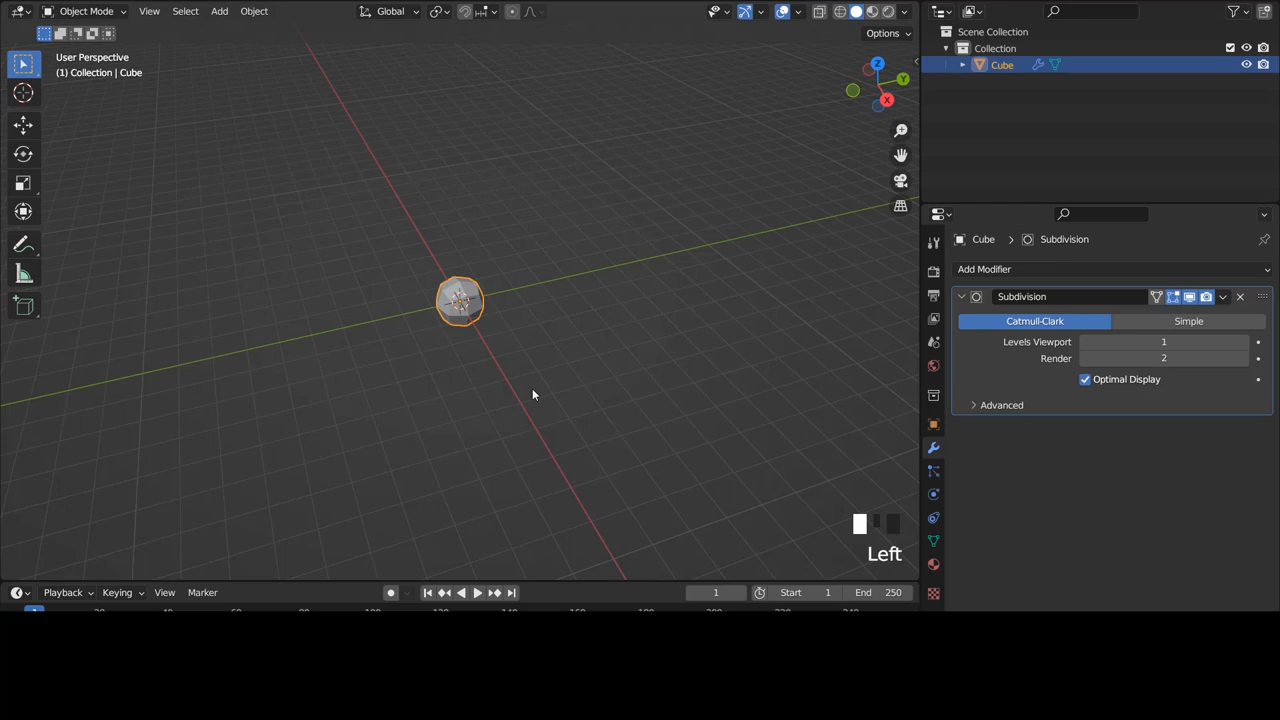 Object Mode View Select Add Object Global
Options
User Perspective
(1) Collection | Cube
Z
Y
X
Left
Playback Keying View Marker 1 Start 1 End 250
Scene Collection
Collection
Cube
Cube > Subdivision
Add Modifier
Subdivision
Catmull-Clark Simple
Levels Viewport 1
Render 2
Optimal Display
Advanced